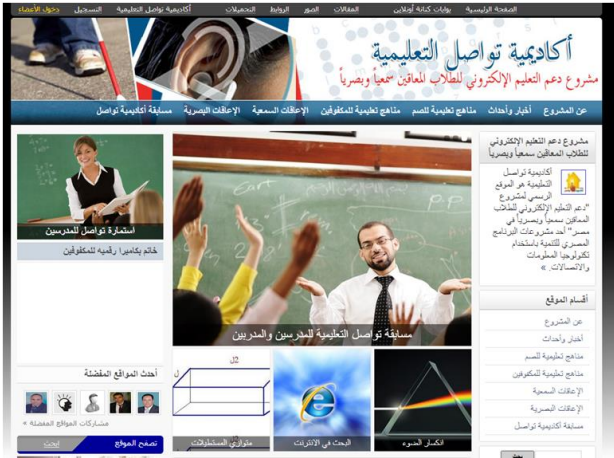 الصفحة الرئيسية
بوابات كنانة أونلاين
المقالات
الصور
الروابط
التحميلات
أكاديمية تواصل التعليمية
التسجيل
دخول الأعضاء
أكاديمية تواصل التعليمية
مشروع دعم التعليم الإلكتروني للطلاب المعاقين سمعياً وبصرياً
عن المشروع
أخبار وأحداث
مناهج تعليمية للصم
مناهج تعليمية للمكفوفين
الإعاقات السمعية
الإعاقات البصرية
مسابقة أكاديمية تواصل
مشروع دعم التعليم الإلكتروني
للطلاب المعاقين سمعياً وبصرياً
أكاديمية تواصل
التعليمية هو الموقع
الرسمي لمشروع
"دعم التعليم الإلكتروني للطلاب
المعاقين سمعياً وبصرياً في
مصر" أحد مشروعات البرنامج
المصري للتنمية باستخدام
تكنولوجيا المعلومات
والاتصالات. »
أقسام الموقع
عن المشروع
أخبار وأحداث
مناهج تعليمية للصم
مناهج تعليمية للمكفوفين
الإعاقات السمعية
الإعاقات البصرية
مسابقة أكاديمية تواصل
مسابقة تواصل التعليمية للمدرسين والمدربين
انكسار الضوء
البحث في الانترنت
متوازي المستطيلات
استمارة تواصل للمدرسين
خاتم بكاميرا رقميه للمكفوفين
أحدث المواقع المفضلة
مشاركات المواقع المفضلة »
تصفح الموقع
ابحث